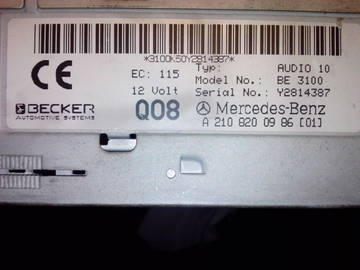 *3100K50Y2814387*
Typ: AUDIO 10
CE EC: 115 Model No.: BE 3100
12 Volt Serial No.: Y2814387
BECKER Q08 Mercedes-Benz
AUTOMOTIVE SYSTEMS A 210 820 09 86 [01]